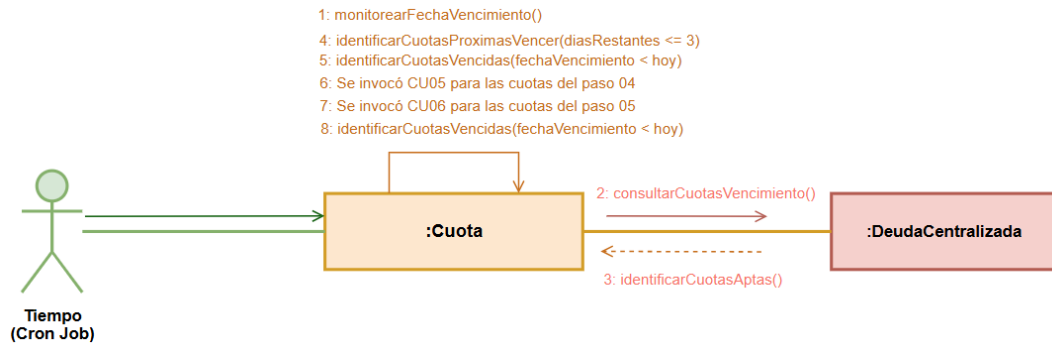 1: monitorearFechaVencimiento()
4: identificarCuotasProximasVencer(diasRestantes <= 3)
5: identificarCuotasVencidas(fechaVencimiento < hoy)
6: Se invocó CU05 para las cuotas del paso 04
7: Se invocó CU06 para las cuotas del paso 05
8: identificarCuotasVencidas(fechaVencimiento < hoy)
2: consultarCuotasVencimiento()
:Cuota
:DeudaCentralizada
3: identificarCuotasAptas()
Tiempo
(Cron Job)